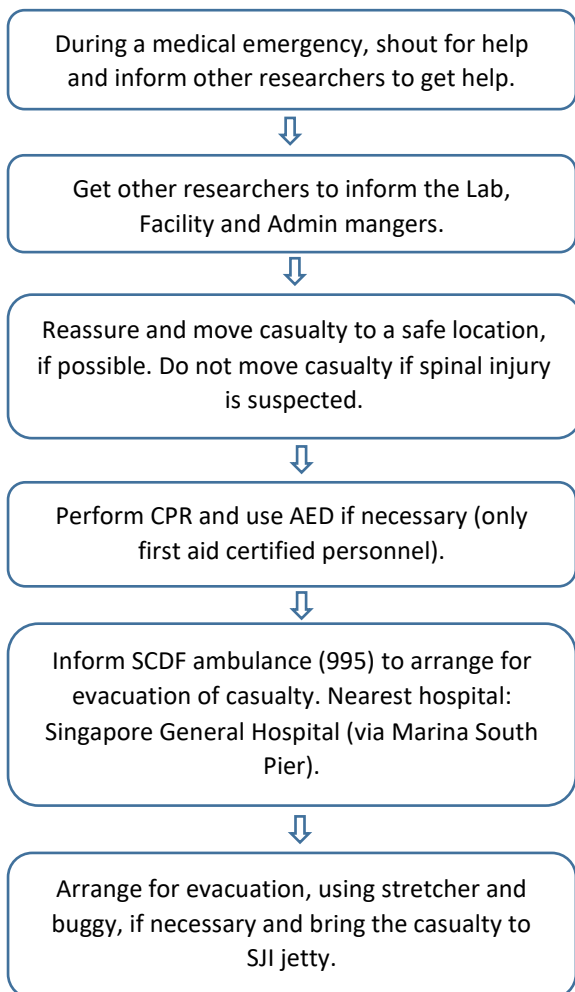 During a medical emergency, shout for help
and inform other researchers to get help.
Get other researchers to inform the Lab,
Facility and Admin mangers.
Reassure and move casualty to a safe location,
if possible. Do not move casualty if spinal injury
is suspected.
Perform CPR and use AED if necessary (only
first aid certified personnel).
Inform SCDF ambulance (995) to arrange for
evacuation of casualty. Nearest hospital:
Singapore General Hospital (via Marina South
Pier).
Arrange for evacuation, using stretcher and
buggy, if necessary and bring the casualty to
SJI jetty.